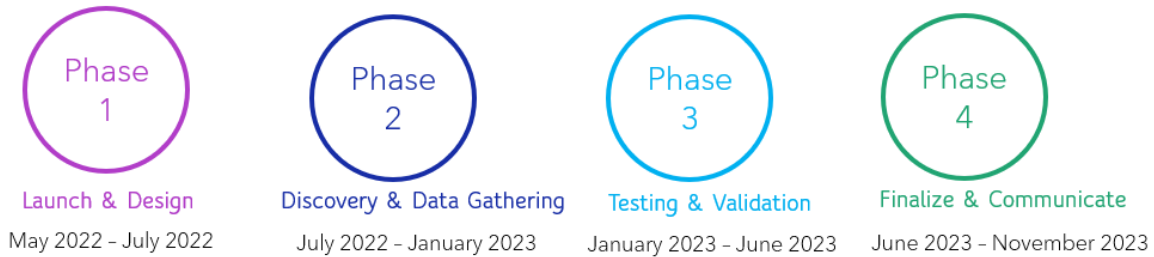 Phase
1
Launch & Design
May 2022 – July 2022
Phase
2
Discovery & Data Gathering
July 2022 – January 2023
Phase
3
Testing & Validation
January 2023 – June 2023
Phase
4
Finalize & Communicate
June 2023 – November 2023